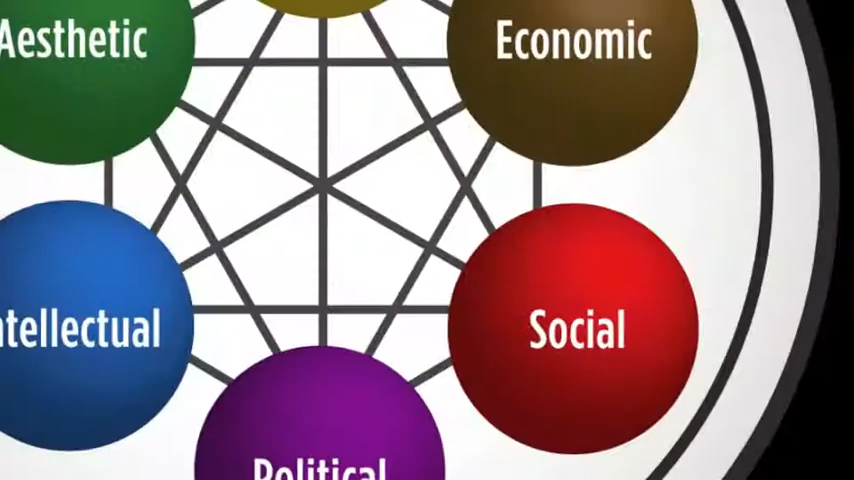 Aesthetic
Economic
ntellectual
Social
Political